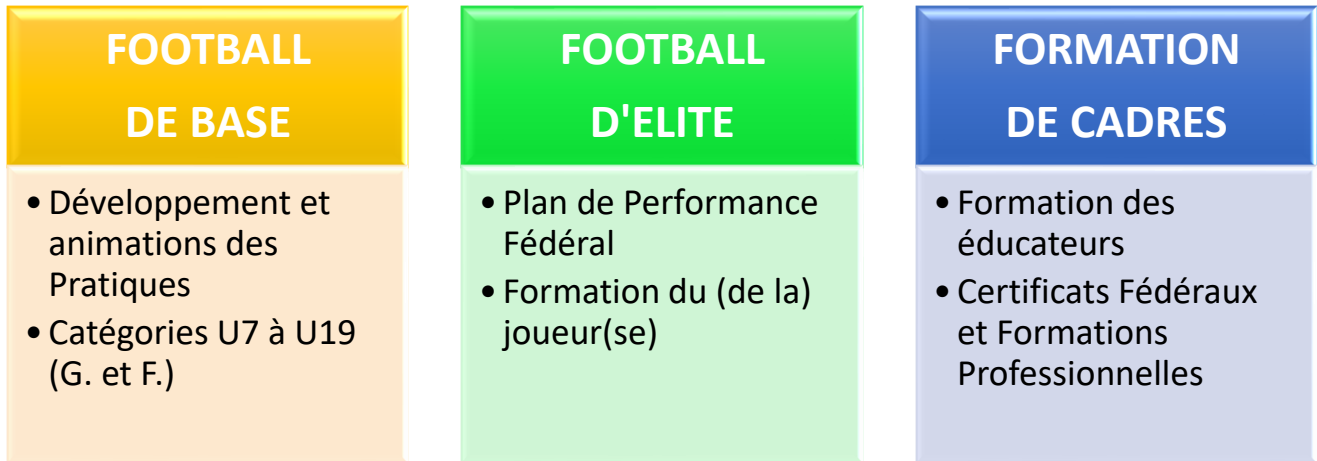 FOOTBALL
DE BASE
• Développement et
animations des
Pratiques
• Catégories U7 à U19
(G. et F.)
FOOTBALL
D'ELITE
• Plan de Performance
Fédéral
• Formation du (de la)
joueur(se)
FORMATION
DE CADRES
• Formation des
éducateurs
• Certificats Fédéraux
et Formations
Professionnelles